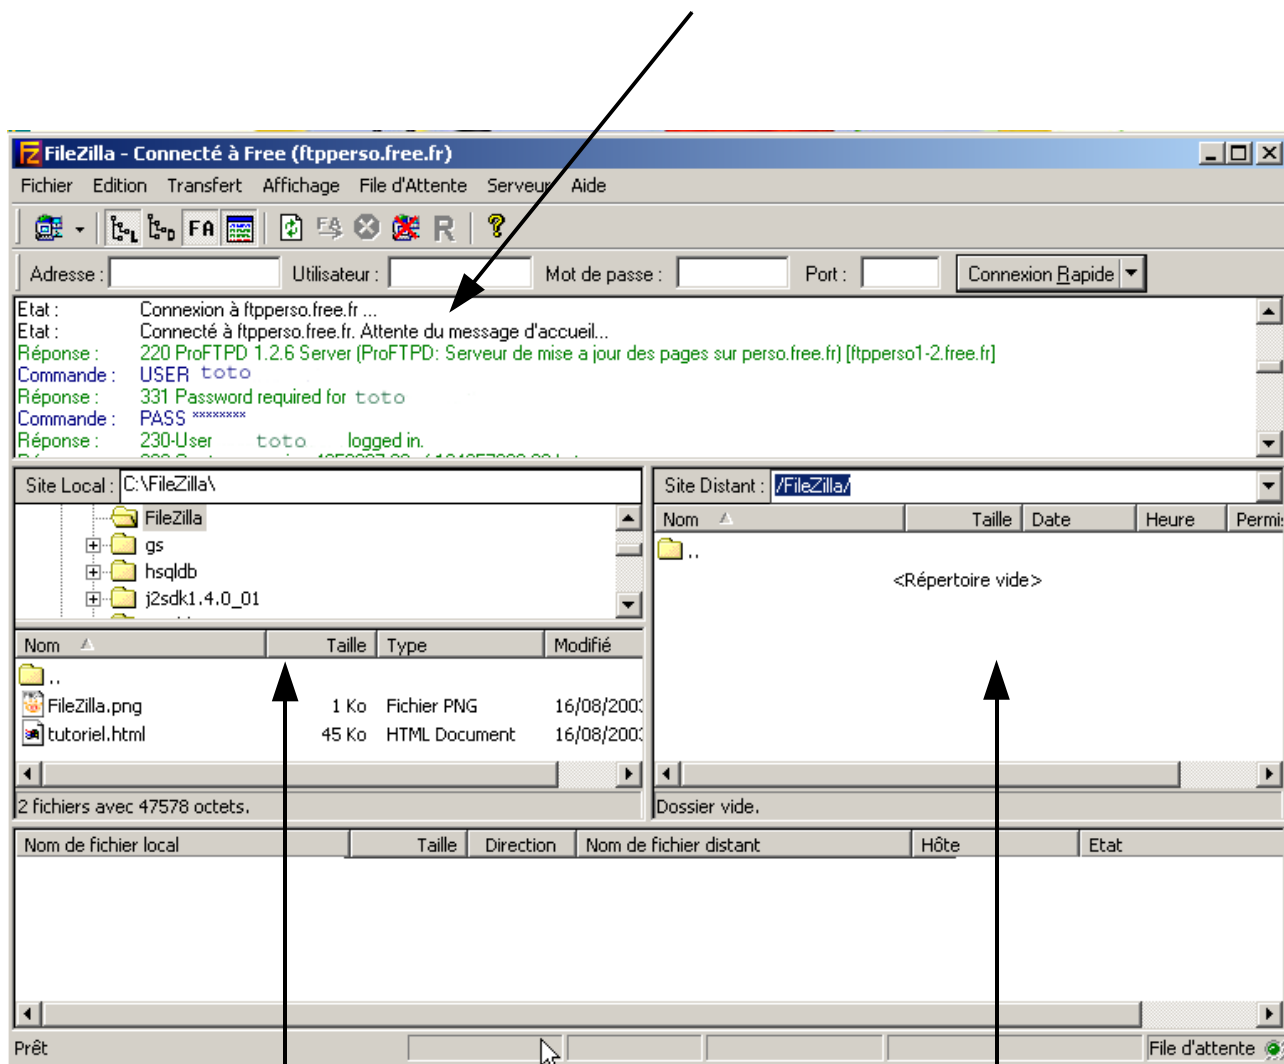 FileZilla - Connecté à Free (ftpperso.free.fr)
Fichier Edition Transfert Affichage File d'Attente Serveur Aide
FA FA R
Adresse : Utilisateur : Mot de passe : Port : Connexion Rapide
Etat : Connexion à ftpperso.free.fr ...
Etat : Connecté à ftpperso.free.fr. Attente du message d'accueil...
Réponse : 220 ProFTPD 1.2.6 Server (ProFTPD: Serveur de mise a jour des pages sur perso.free.fr) [ftpperso1-2.free.fr]
Commande : USER toto
Réponse : 331 Password required for toto
Commande : PASS ********
Réponse : 230-User toto logged in.
Site Local : C:\FileZilla\
FileZilla
gs
hsqldb
j2sdk1.4.0_01
Nom Taille Type Modifié
..
FileZilla.png 1 Ko Fichier PNG 16/08/2003
tutoriel.html 45 Ko HTML Document 16/08/2003
2 fichiers avec 47578 octets.
Site Distant : /FileZilla/
Nom Taille Date Heure Permis
..
<Répertoire vide>
Dossier vide.
Nom de fichier local Taille Direction Nom de fichier distant Hôte Etat
Prêt File d'attente